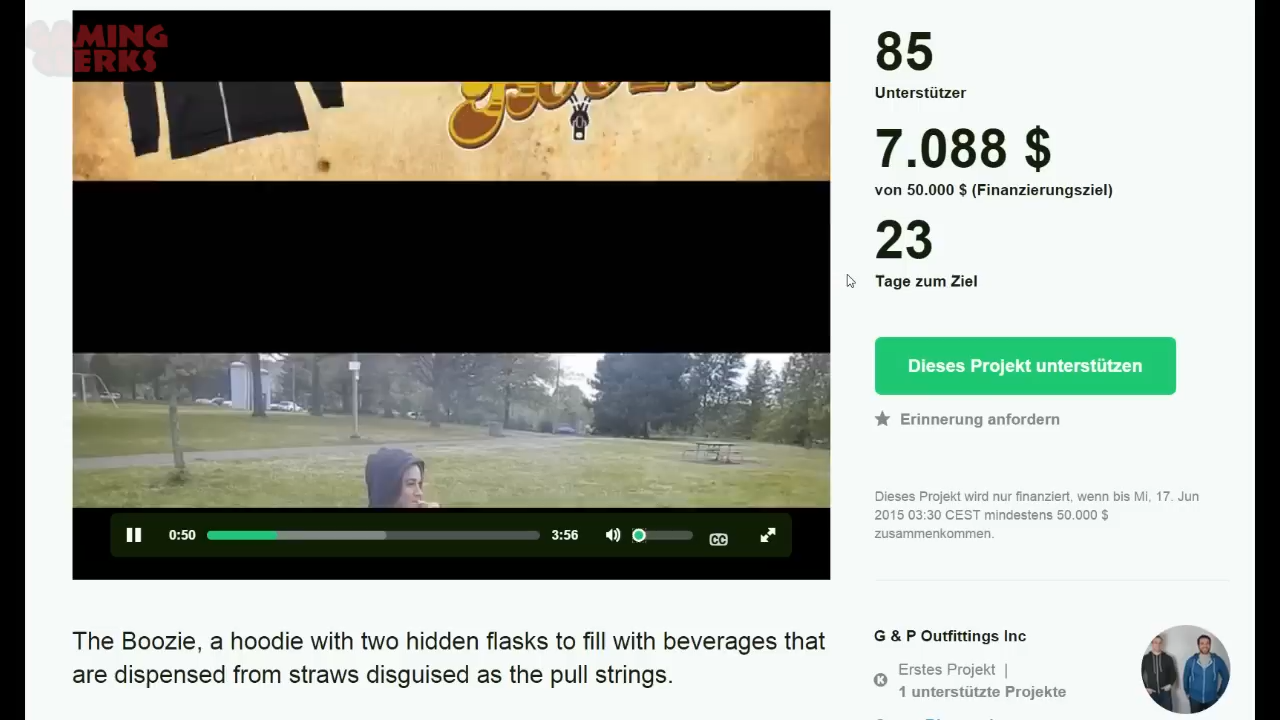 GAMING
CLERKS
85
Unterstützer
7.088 $
von 50.000 $ (Finanzierungsziel)
23
Tage zum Ziel
Dieses Projekt unterstützen
Erinnerung anfordern
Dieses Projekt wird nur finanziert, wenn bis Mi, 17. Jun
2015 03:30 CEST mindestens 50.000 $
zusammenkommen.
0:50
3:56
CC
The Boozie, a hoodie with two hidden flasks to fill with beverages that
are dispensed from straws disguised as the pull strings.
G & P Outfittings Inc
K
Erstes Projekt |
1 unterstützte Projekte